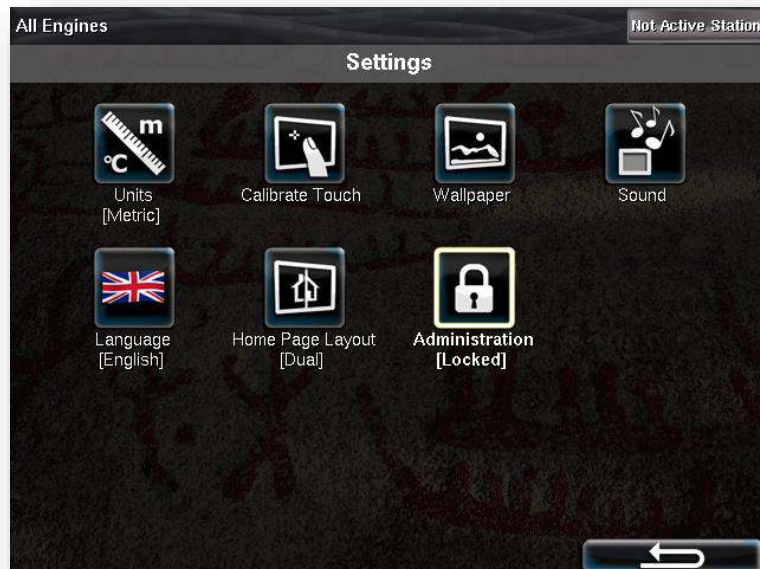 All Engines
Not Active Station
Settings
m
°C
Units
[Metric]
Calibrate Touch
Wallpaper
Sound
Language
[English]
Home Page Layout
[Dual]
Administration
[Locked]